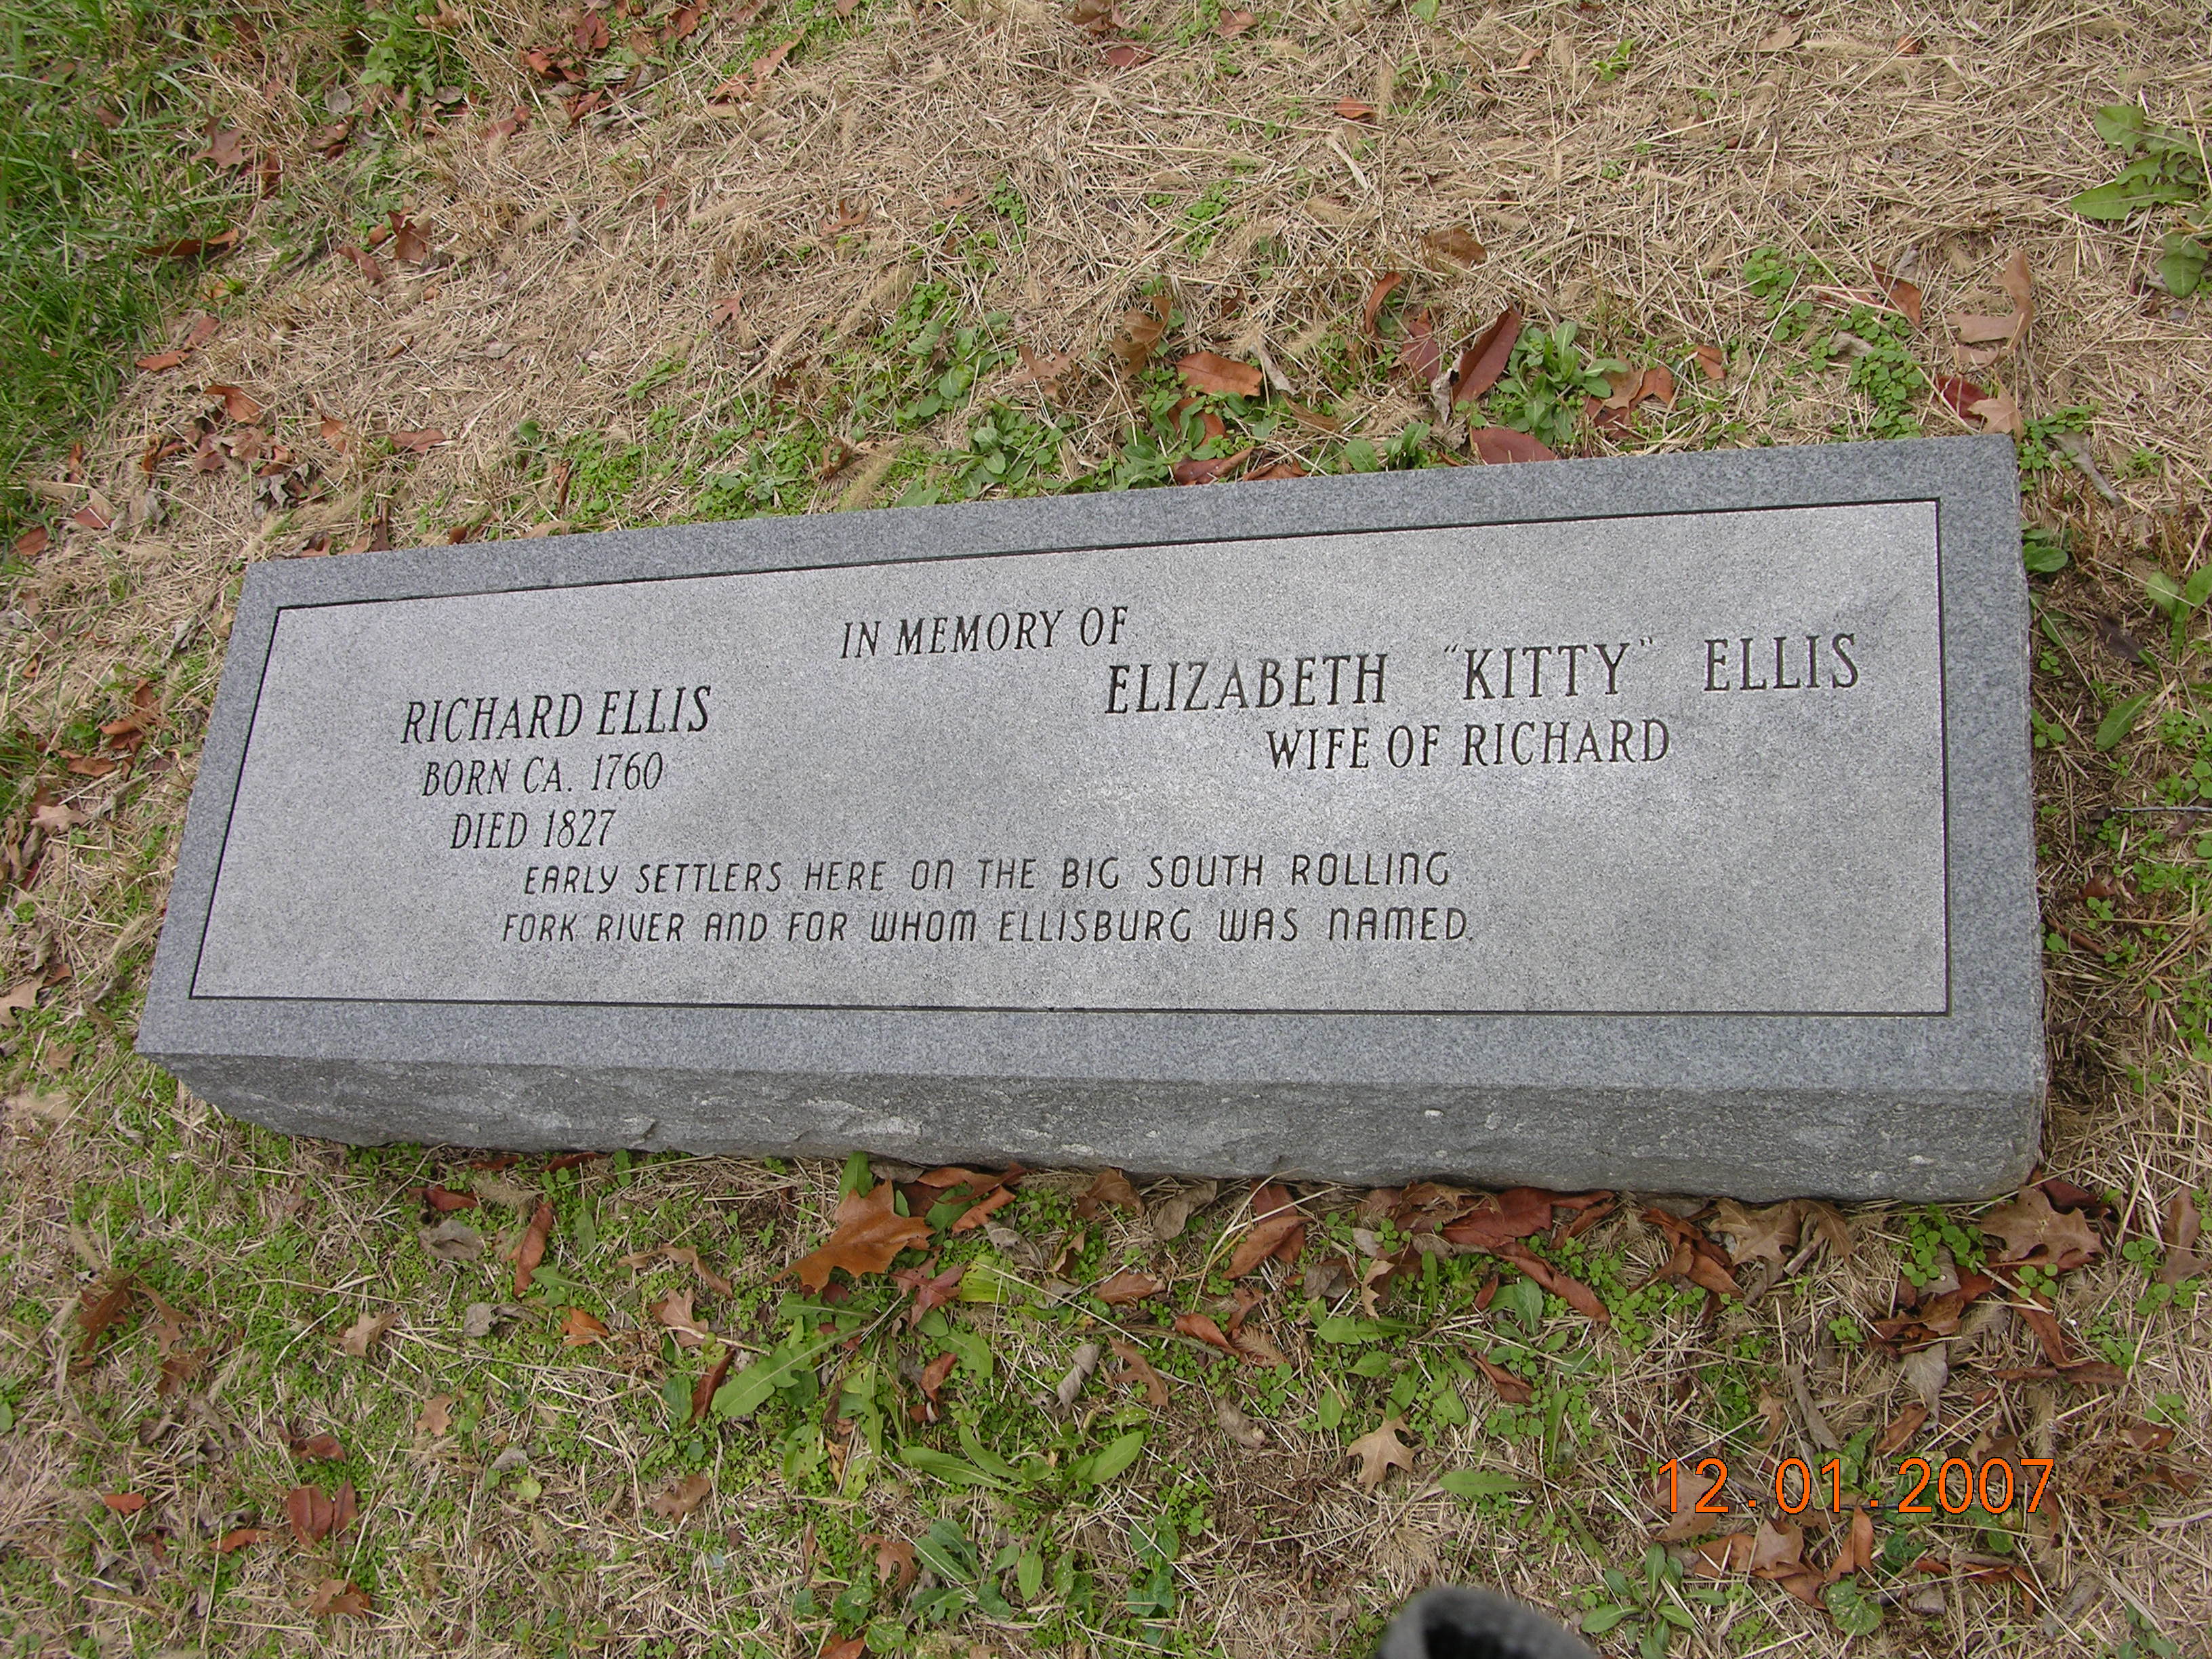 IN MEMORY OF
RICHARD ELLIS
BORN CA. 1760
DIED 1827
ELIZABETH "KITTY" ELLIS
WIFE OF RICHARD
EARLY SETTLERS HERE ON THE BIG SOUTH ROLLING
FORK RIVER AND FOR WHOM ELLISBURG WAS NAMED.
12.01.2007